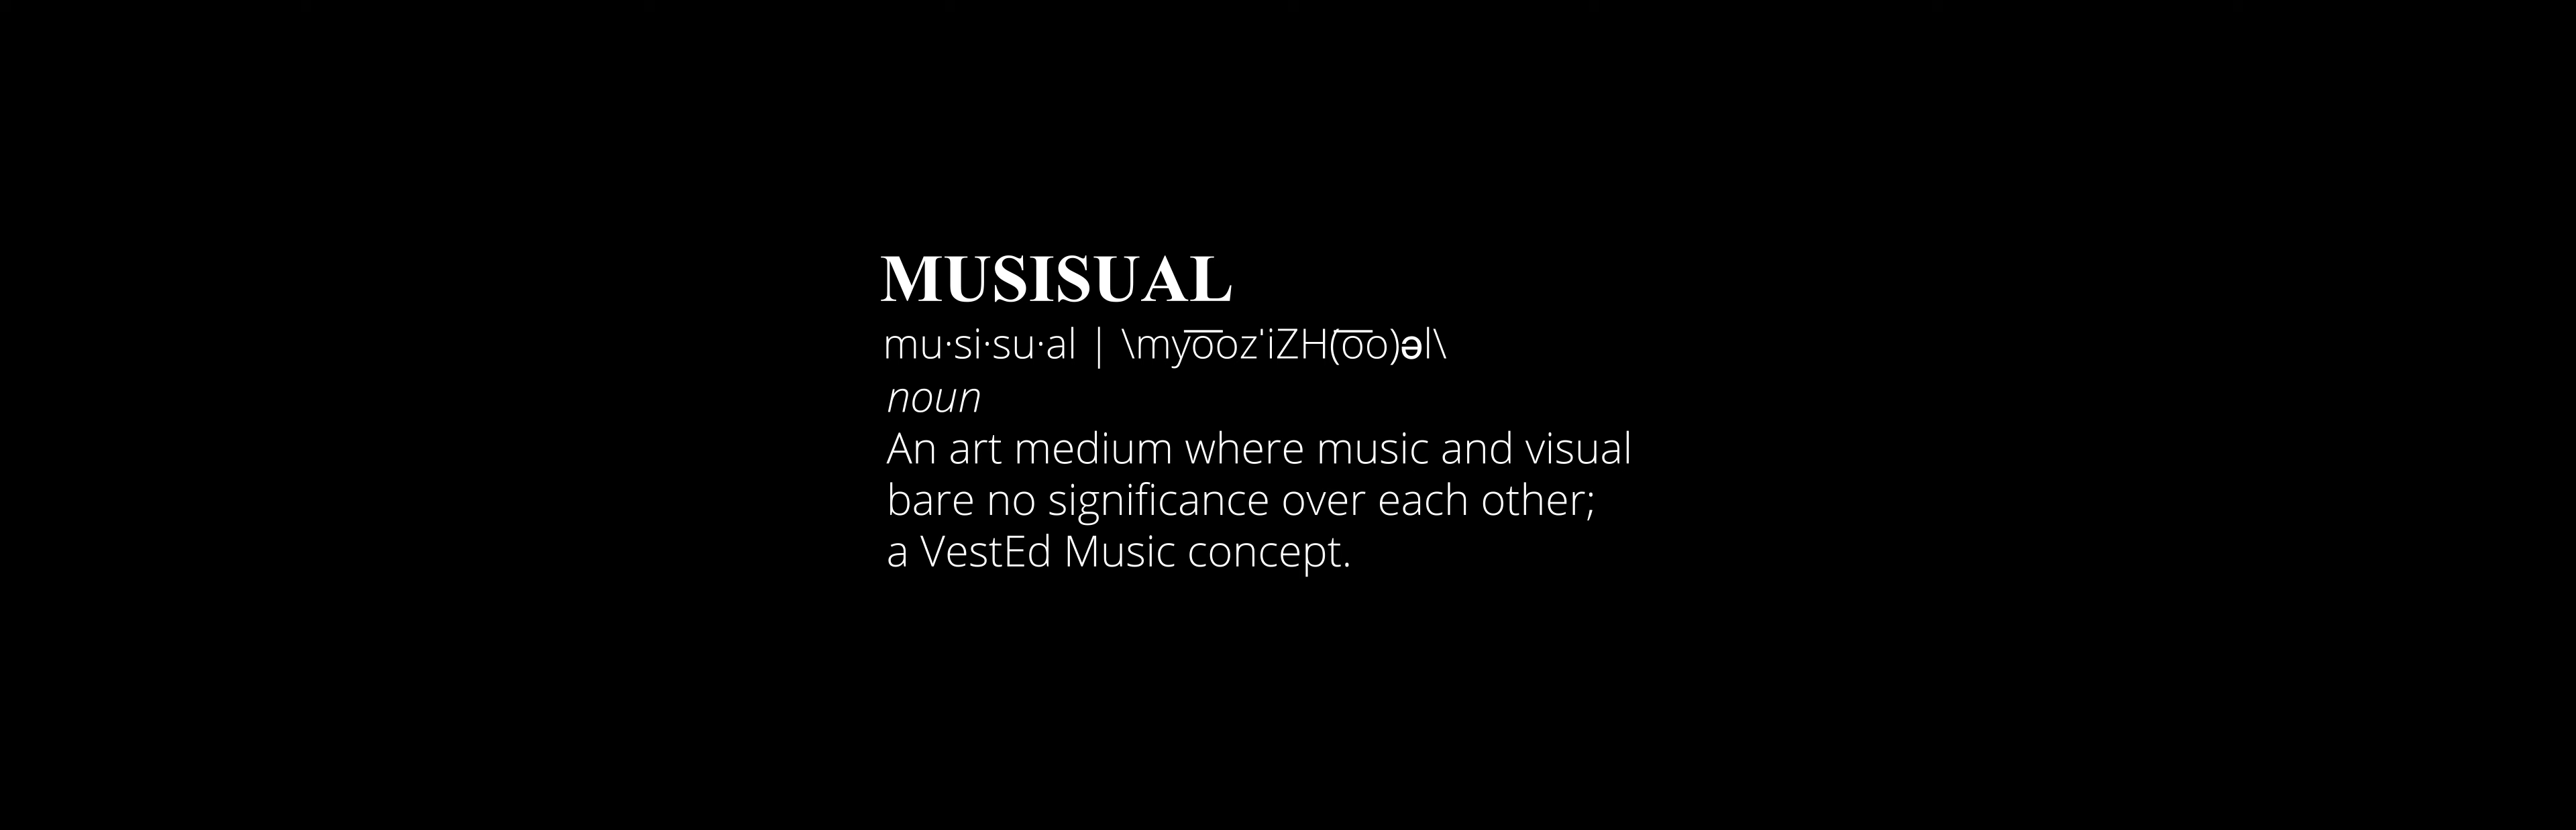 MUSISUAL
mu·si·su·al | \myo͞oz'iZH(o͞o)əl\
noun
An art medium where music and visual
bare no significance over each other;
a VestEd Music concept.